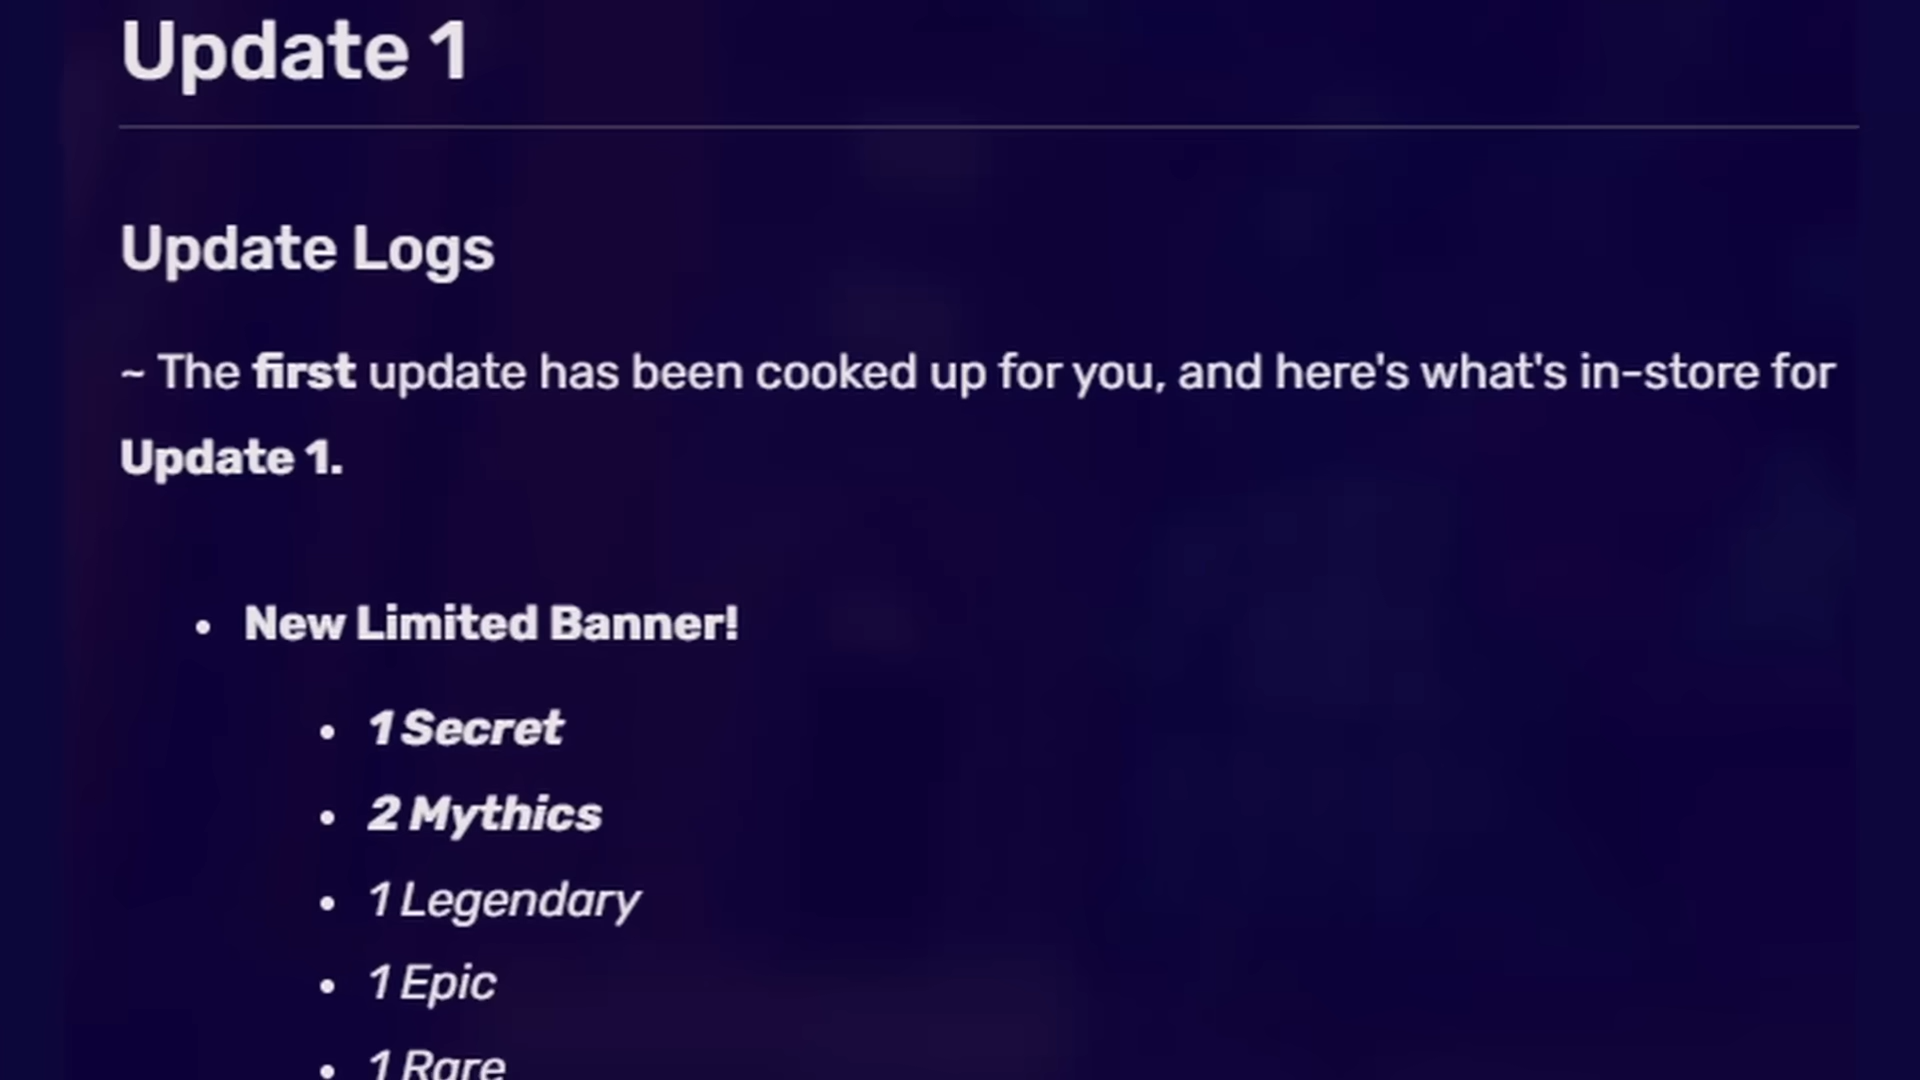 Update 1
Update Logs
~ The first update has been cooked up for you, and here's what's in-store for
Update 1.
• New Limited Banner!
• 1 Secret
• 2 Mythics
• 1 Legendary
• 1 Epic
• 1 Rare